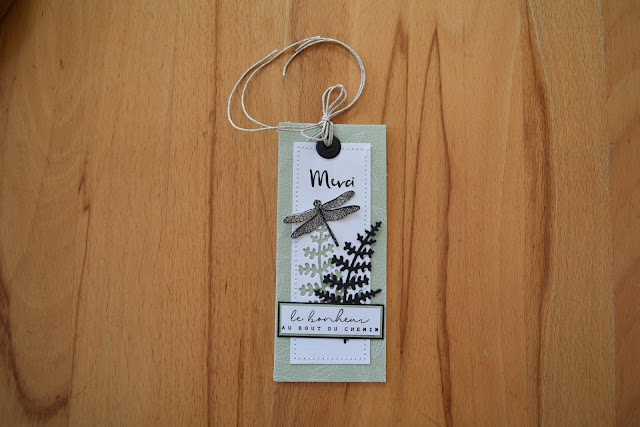 Merci
le bonheur
AU BOUT DU CHEMIN